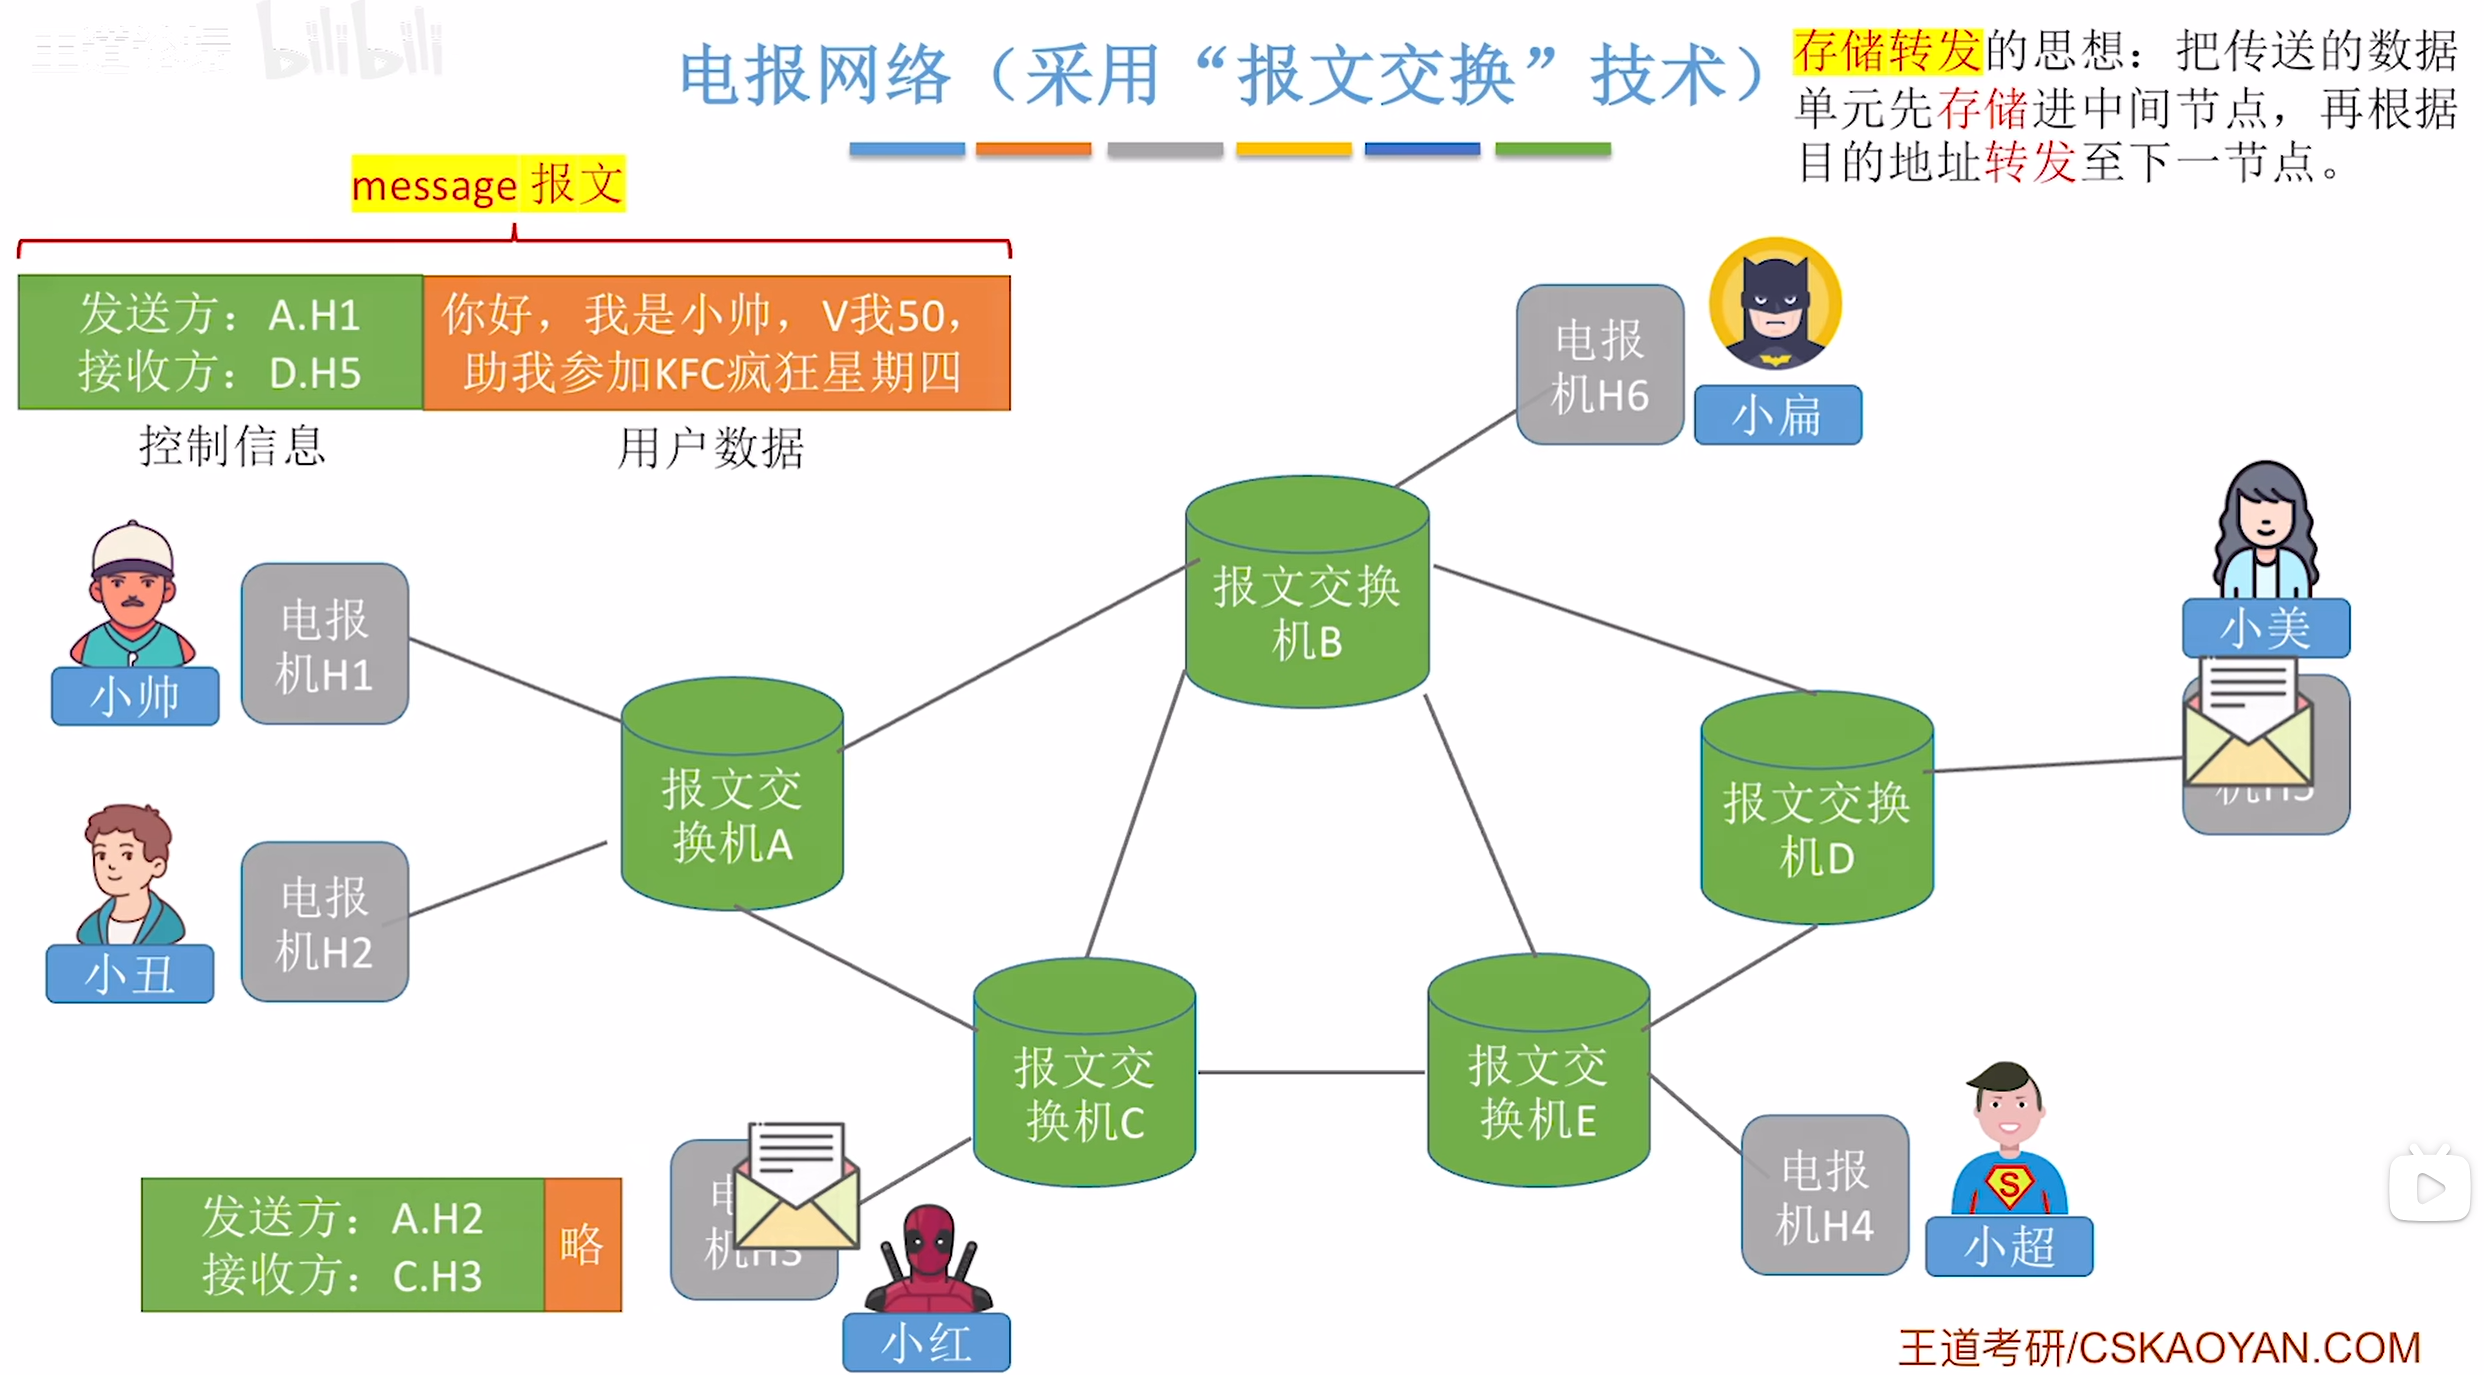 王道论坛 bilibili
电报网络（采用“报文交换”技术）
存储转发的思想：把传送的数据
单元先存储进中间节点，再根据
目的地址转发至下一节点。
message 报文
发送方：A.H1
接收方：D.H5
你好，我是小帅，V我50，
助我参加KFC疯狂星期四
控制信息
用户数据
电报
机H6
小扁
小美
报文交换
机B
电报
机H1
小帅
报文交
换机A
报文交换
机D
机H5
电报
机H2
小丑
报文交
换机C
报文交
换机E
电报
机H4
小超
发送方：A.H2
接收方：C.H3
略
电
机H3
小红
王道考研/CSKAOYAN.COM